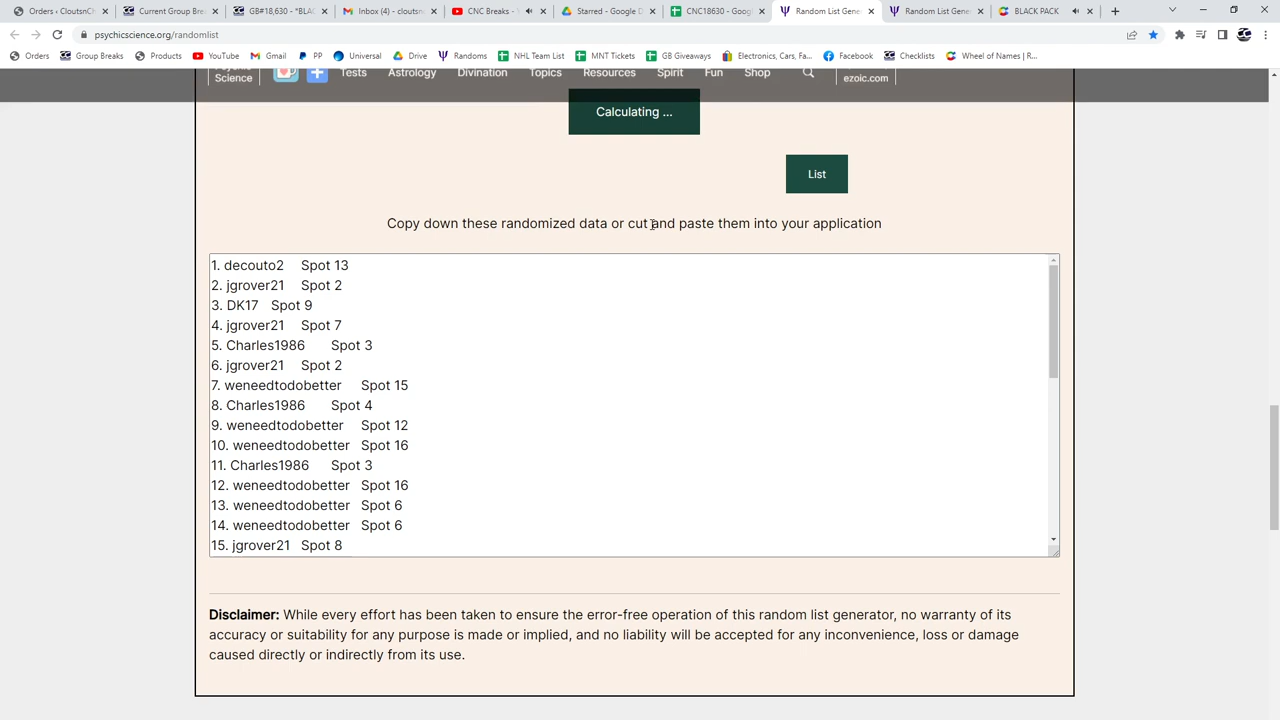 Orders ‹ CloutsnCh
Current Group Break
GB#18,630 - *BLAC
Inbox (4) - cloutsnc
CNC Breaks -
Starred - Google D
CNC18630 - Goog
Random List Gene
Random List Gene
BLACK PACK
psychicscience.org/randomlist
Orders
Group Breaks
Products
YouTube
Gmail
PP
Universal
Drive
Randoms
NHL Team List
MNT Tickets
GB Giveaways
Electronics, Cars, Fa...
Facebook
Checklists
Wheel of Names | R...
Science
Tests
Astrology
Divination
Topics
Resources
Spirit
Fun
Shop
ezoic.com
Calculating ...
List
Copy down these randomized data or cut and paste them into your application
1. decouto2 Spot 13
2. jgrover21 Spot 2
3. DK17 Spot 9
4. jgrover21 Spot 7
5. Charles1986 Spot 3
6. jgrover21 Spot 2
7. weneedtodobetter Spot 15
8. Charles1986 Spot 4
9. weneedtodobetter Spot 12
10. weneedtodobetter Spot 16
11. Charles1986 Spot 3
12. weneedtodobetter Spot 16
13. weneedtodobetter Spot 6
14. weneedtodobetter Spot 6
15. jgrover21 Spot 8
Disclaimer: While every effort has been taken to ensure the error-free operation of this random list generator, no warranty of its
accuracy or suitability for any purpose is made or implied, and no liability will be accepted for any inconvenience, loss or damage
caused directly or indirectly from its use.